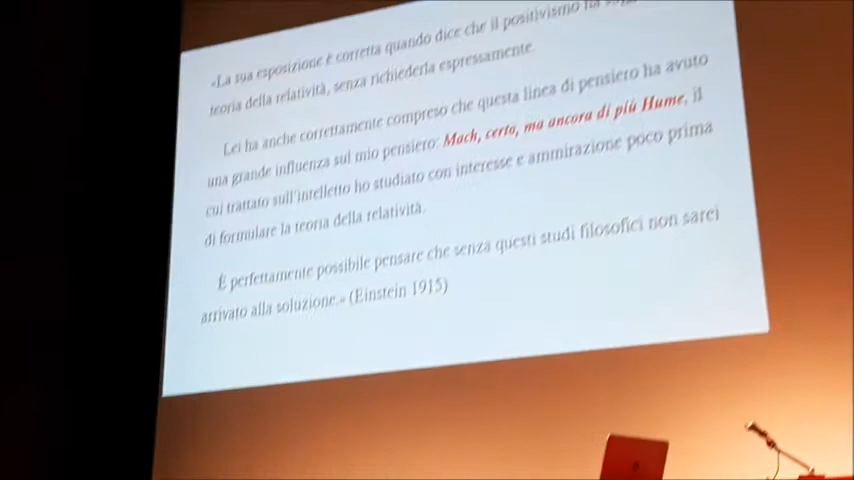 «La sua esposizione è corretta quando dice che il positivismo ha
teoria della relatività, senza richiederla espressamente.
Lei ha anche correttamente compreso che questa linea di pensiero ha avuto
una grande influenza sul mio pensiero: Mach, certo, ma ancora di più Hume, il
cui trattato sull'intelletto ho studiato con interesse e ammirazione poco prima
di formulare la teoria della relatività.
È perfettamente possibile pensare che senza questi studi filosofici non sarei
arrivato alla soluzione.» (Einstein 1915)